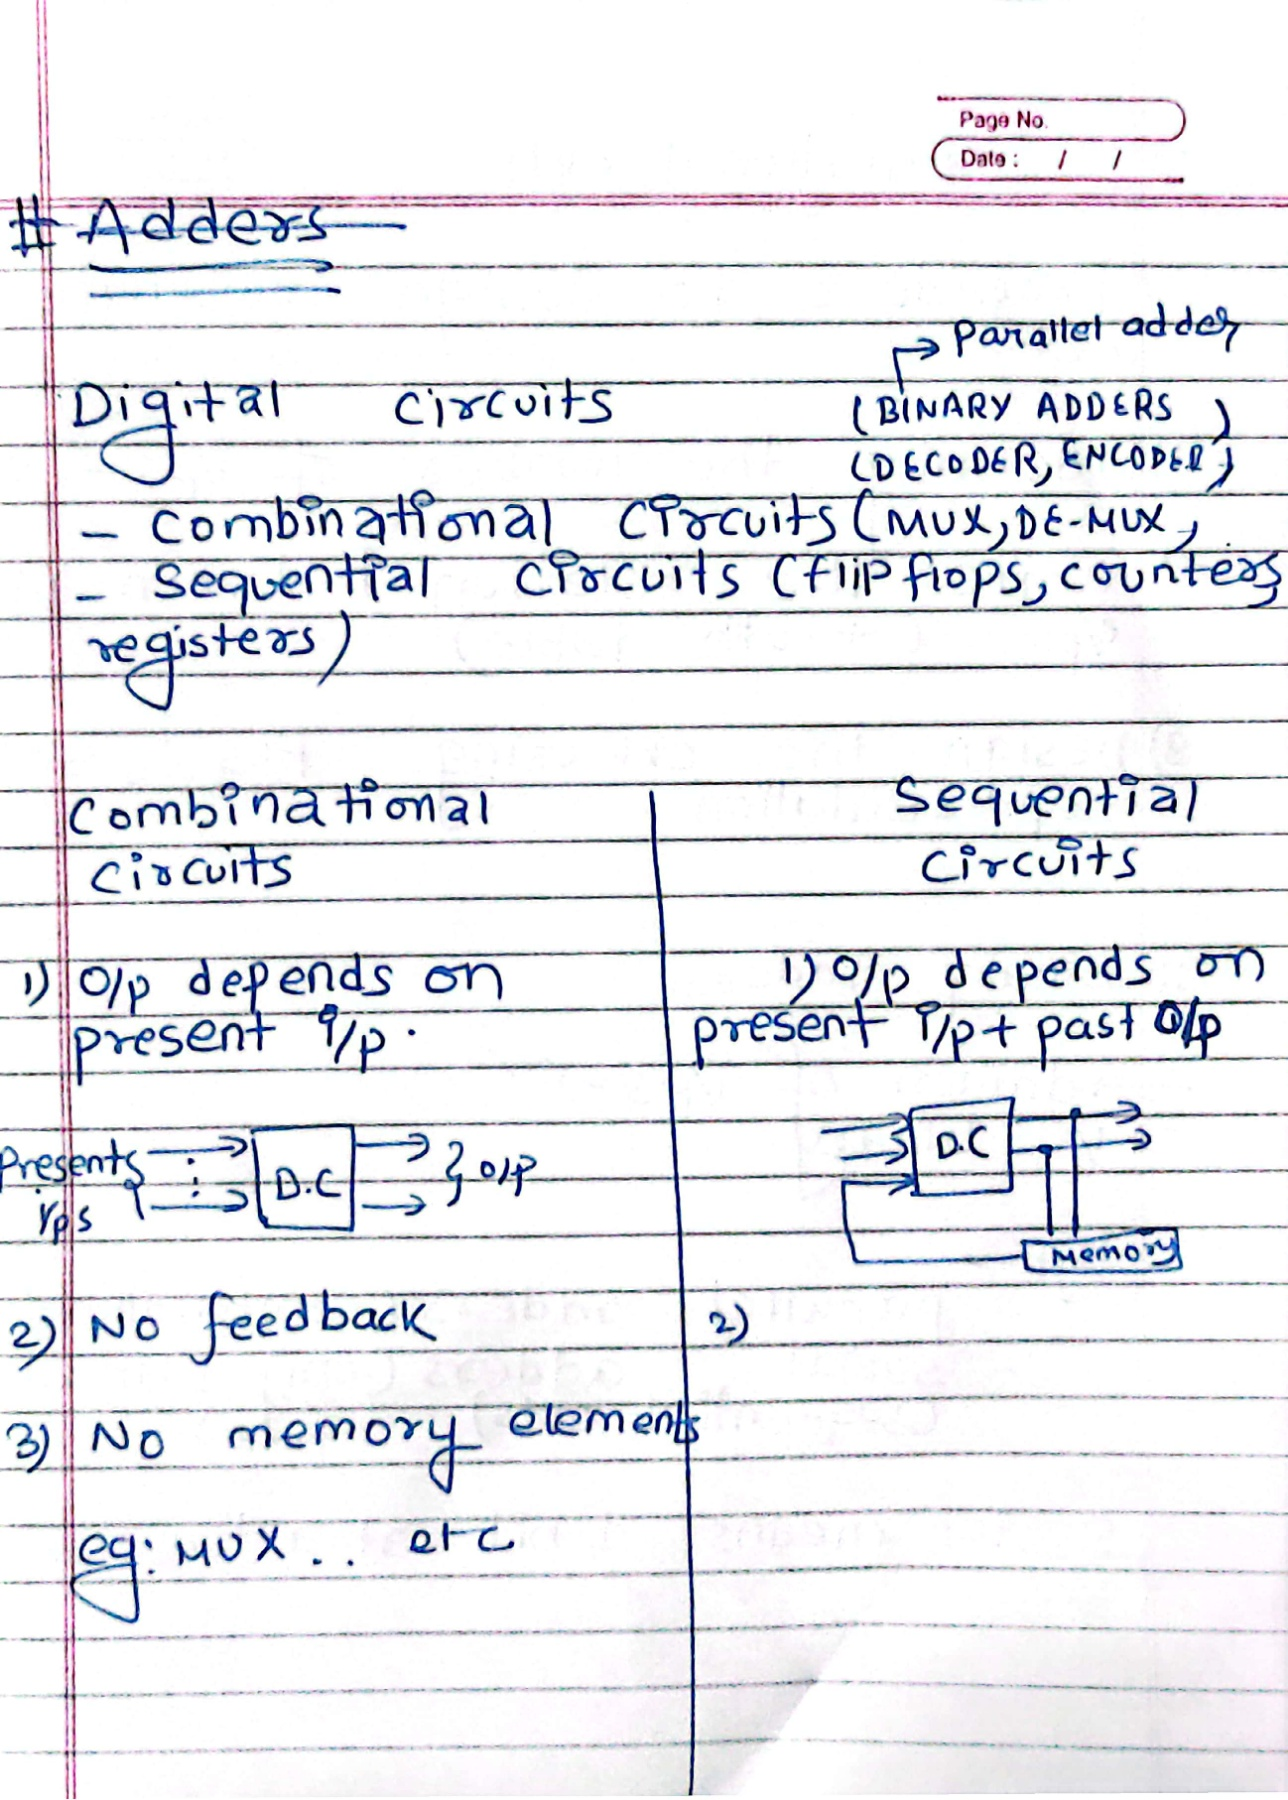 Page No.
Date : / /
# Adders
→ Parallel adder
Digital circuits (BINARY ADDERS)
(DECODER, ENCODER)
- Combinational Circuits (MUX, DE-MUX,
- Sequential Circuits (flip flops, counters,
registers)
Combinational
Circuits
1) O/p depends on
present i/p.
Presents
i/ps
D.C
} O/P
2) No feedback
3) No memory elements
eg: MUX .. etc
Sequential
Circuits
1) O/p depends on
present i/p + past O/p
D.C
Memory
2)